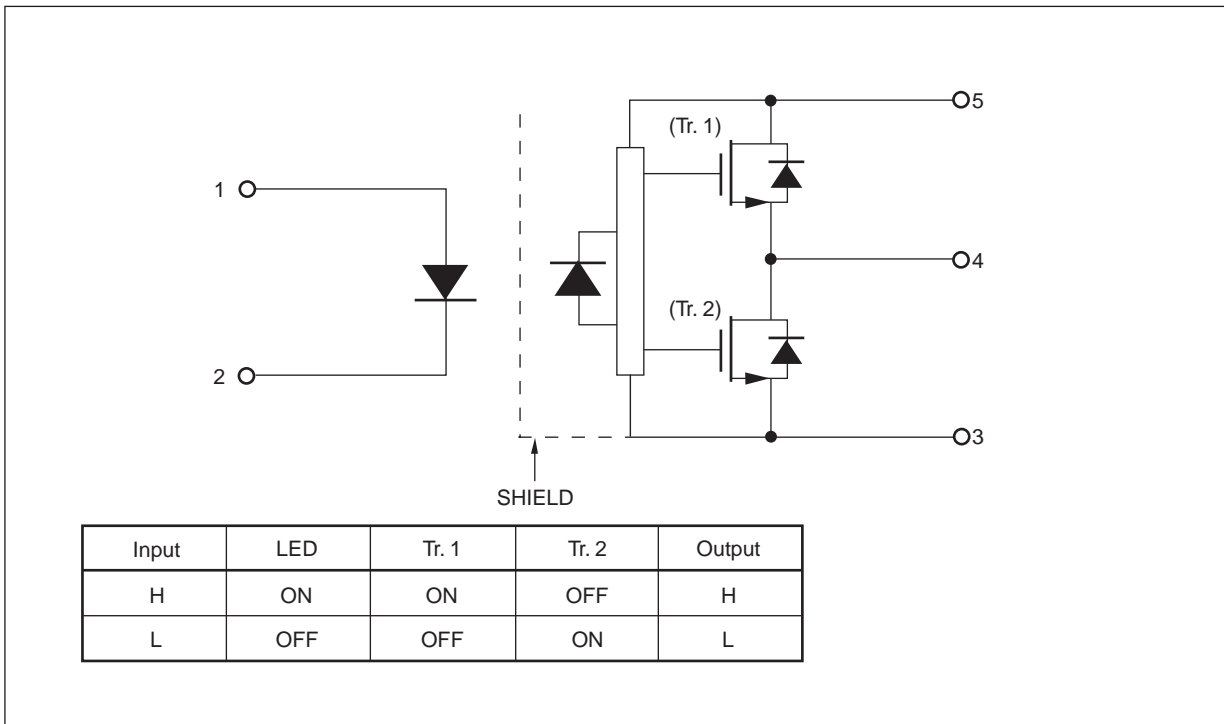 5
(Tr. 1)
1
4
(Tr. 2)
2
3
SHIELD
Input LED Tr. 1 Tr. 2 Output
H ON ON OFF H
L OFF OFF ON L